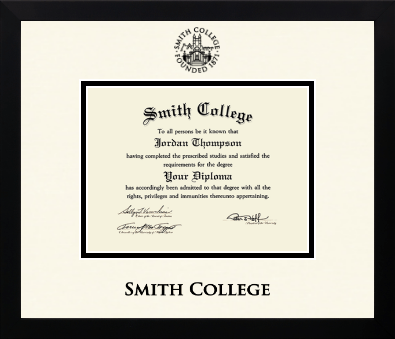 SMITH COLLEGE
FOUNDED 1871
Smith College
To all persons be it known that
Jordan Thompson
having completed the prescribed studies and satisfied the
requirements for the degree
Your Diploma
has accordingly been admitted to that degree with all the
rights, privileges and immunities thereunto appertaining.
SMITH COLLEGE